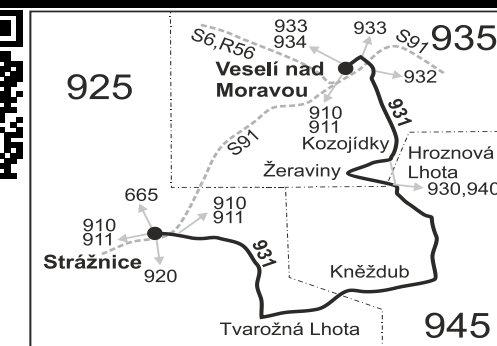 933
934
S6,R56
933
S91
935
925
Veselí nad
Moravou
932
910
911
931
Kozojídky
S91
Hroznová
Lhota
Žeraviny
930,940
665
910
911
910
911
931
Strážnice
920
Kněždub
Tvarožná Lhota
945